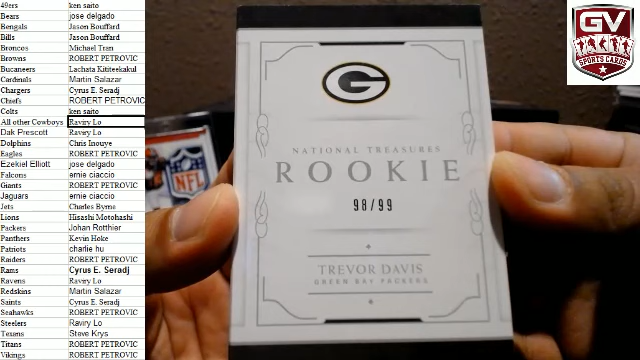 49ers ken saito
Bears jose delgado
Bengals Jason Bouffard
Bills Jason Bouffard
Broncos Michael Tran
Browns ROBERT PETROVIC
Bucaneers Lachata Kititeekakul
Cardinals Martin Salazar
Chargers Cyrus E. Seradj
Chiefs ROBERT PETROVIC
Colts ken saito
All other Cowboys Raviry Lo
Dak Prescott Raviry Lo
Dolphins Chris Inouye
Eagles ROBERT PETROVIC
Ezekiel Elliott jose delgado
Falcons ernie ciaccio
Giants ROBERT PETROVIC
Jaguars ernie ciaccio
Jets Charles Byrne
Lions Hisashi Motohashi
Packers Johan Rotthier
Panthers Kevin Hoke
Patriots charlie hu
Raiders ROBERT PETROVIC
Rams Cyrus E. Seradj
Ravens Raviry Lo
Redskins Martin Salazar
Saints Cyrus E. Seradj
Seahawks ROBERT PETROVIC
Steelers Raviry Lo
Texans Steve Krys
Titans ROBERT PETROVIC
Vikings ROBERT PETROVIC
G
NATIONAL TREASURES
ROOKIE
98/99
TREVOR DAVIS
GREEN BAY PACKERS
NFL
GV
SPORTS CARDS